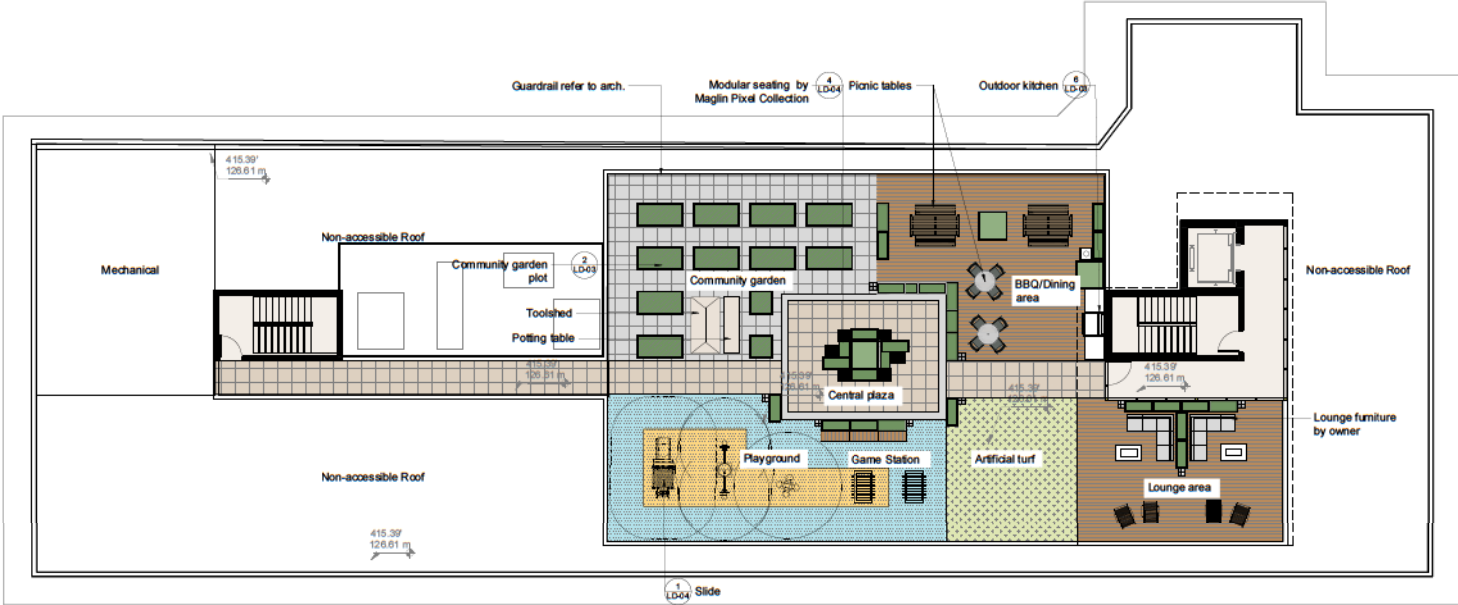 Guardrail refer to arch.
Modular seating by
Maglin Pixel Collection
4
LD-04
Picnic tables
Outdoor kitchen
6
LD-03
415.39'
126.61 m
Non-accessible Roof
Mechanical
Community garden
plot
2
LD-03
Community garden
Toolshed
Potting table
BBQ/Dining
area
Non-accessible Roof
415.39'
126.61 m
415.39'
126.61 m
Central plaza
415.39'
126.61 m
415.39'
126.61 m
Lounge furniture
by owner
Non-accessible Roof
Playground
Game Station
Artificial turf
Lounge area
415.39'
126.61 m
1
LD-04
Slide